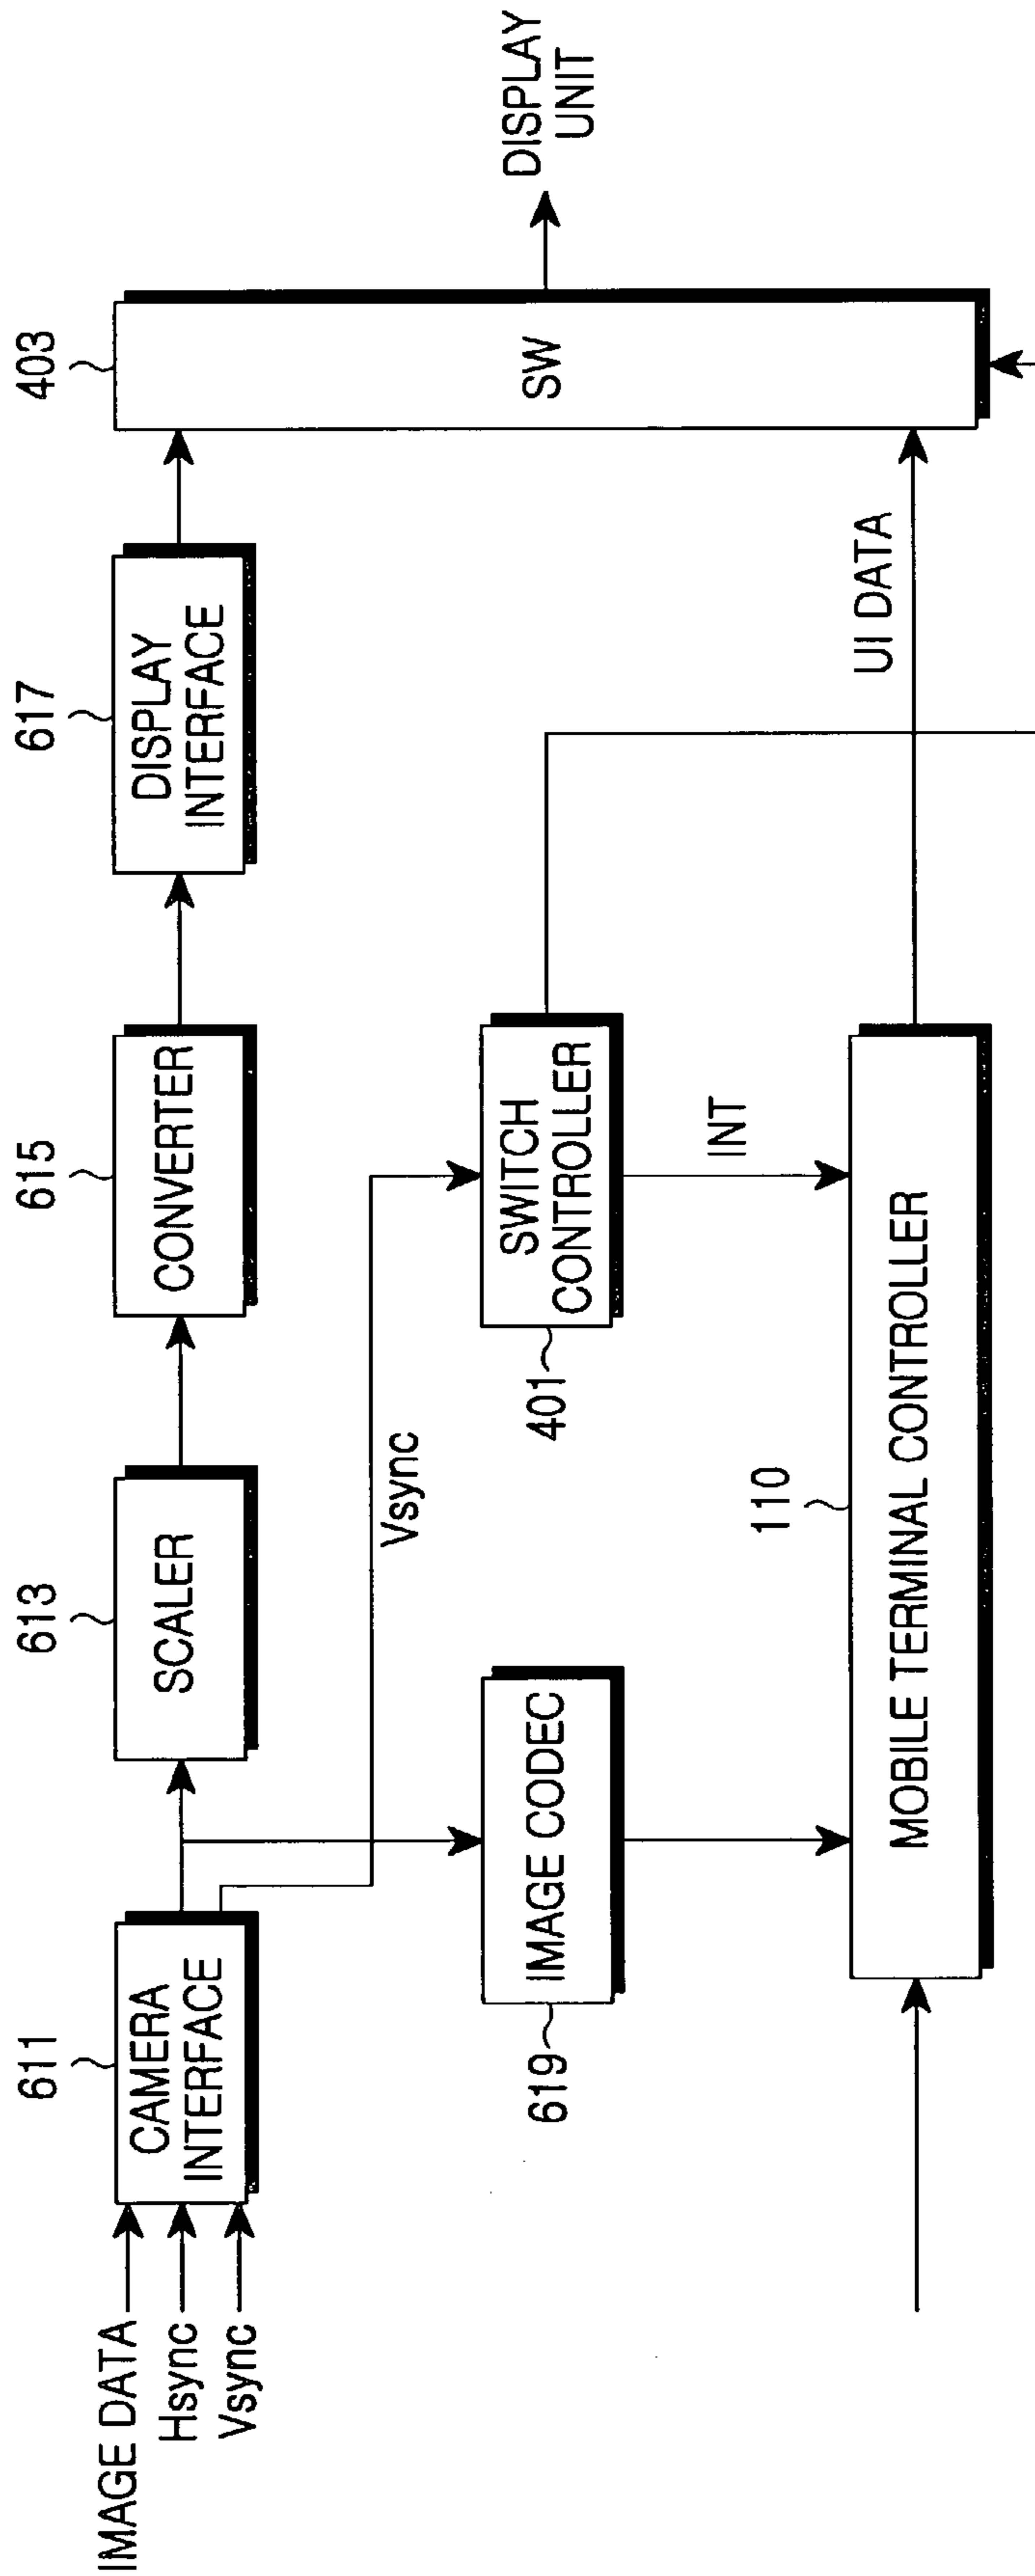 611
613
615
617
403
IMAGE DATA
Hsync
Vsync
CAMERA
INTERFACE
SCALER
CONVERTER
DISPLAY
INTERFACE
Vsync
619
IMAGE CODEC
401
SWITCH
CONTROLLER
SW
DISPLAY
UNIT
INT
110
UI DATA
MOBILE TERMINAL CONTROLLER